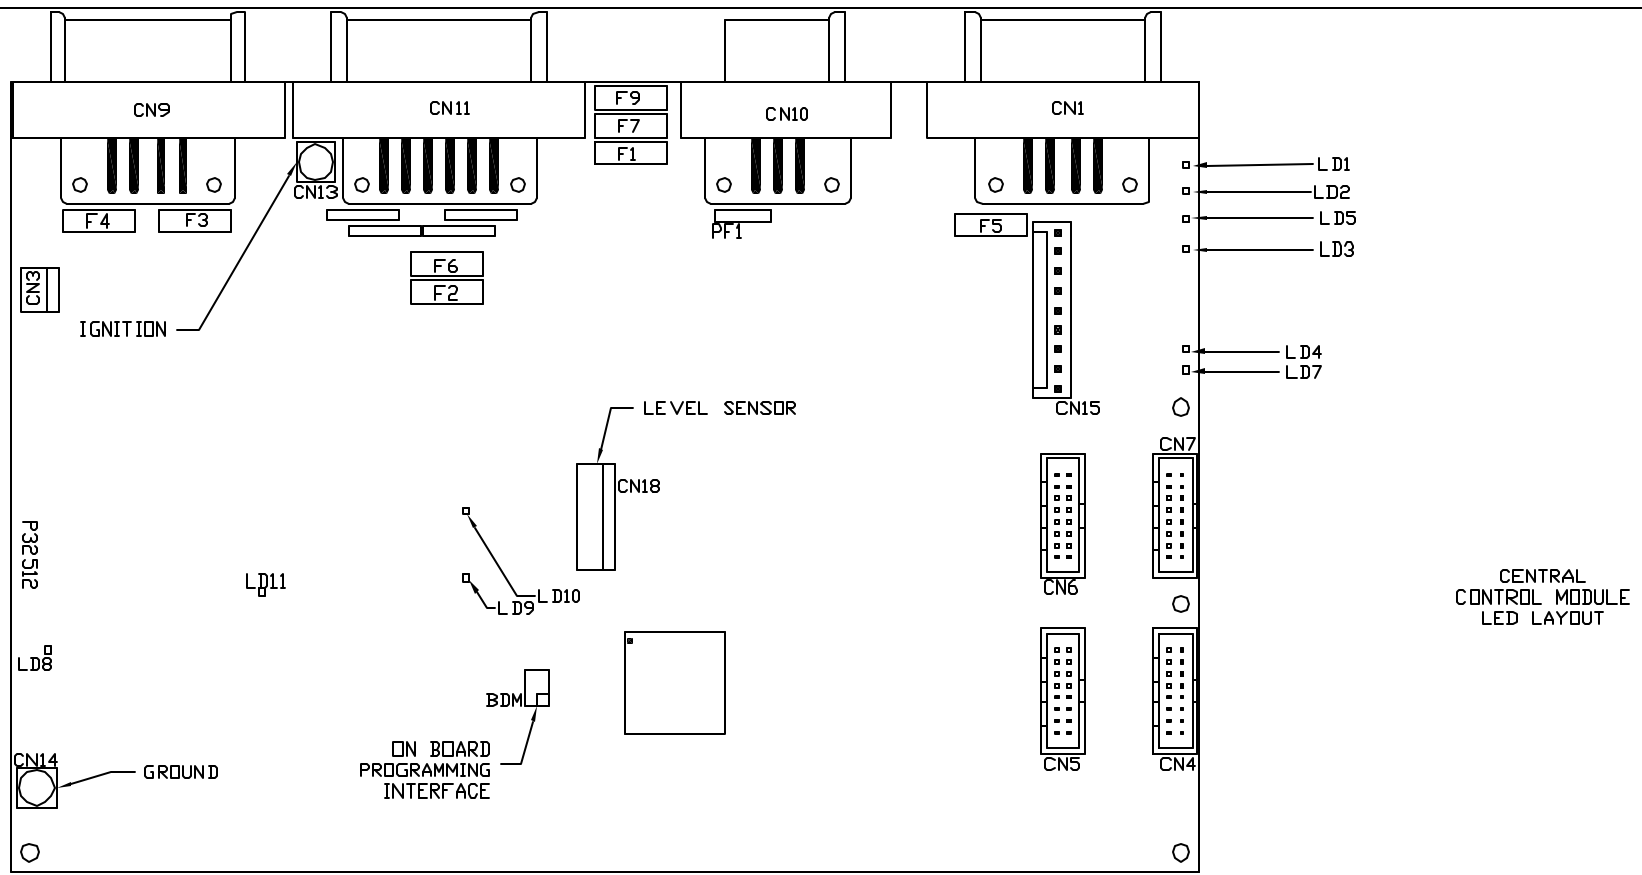 CN9
CN11
F9
F7
F1
CN10
CN1
CN13
F4
F3
PF1
F5
LD1
LD2
LD5
LD3
F6
F2
CN3
IGNITION
LD4
LD7
CN15
LEVEL SENSOR
CN18
CN7
P32512
LD11
LD10
LD9
CN6
CENTRAL
CONTROL MODULE
LED LAYOUT
LD8
BDM
ON BOARD
PROGRAMMING
INTERFACE
CN14
GROUND
CN5
CN4